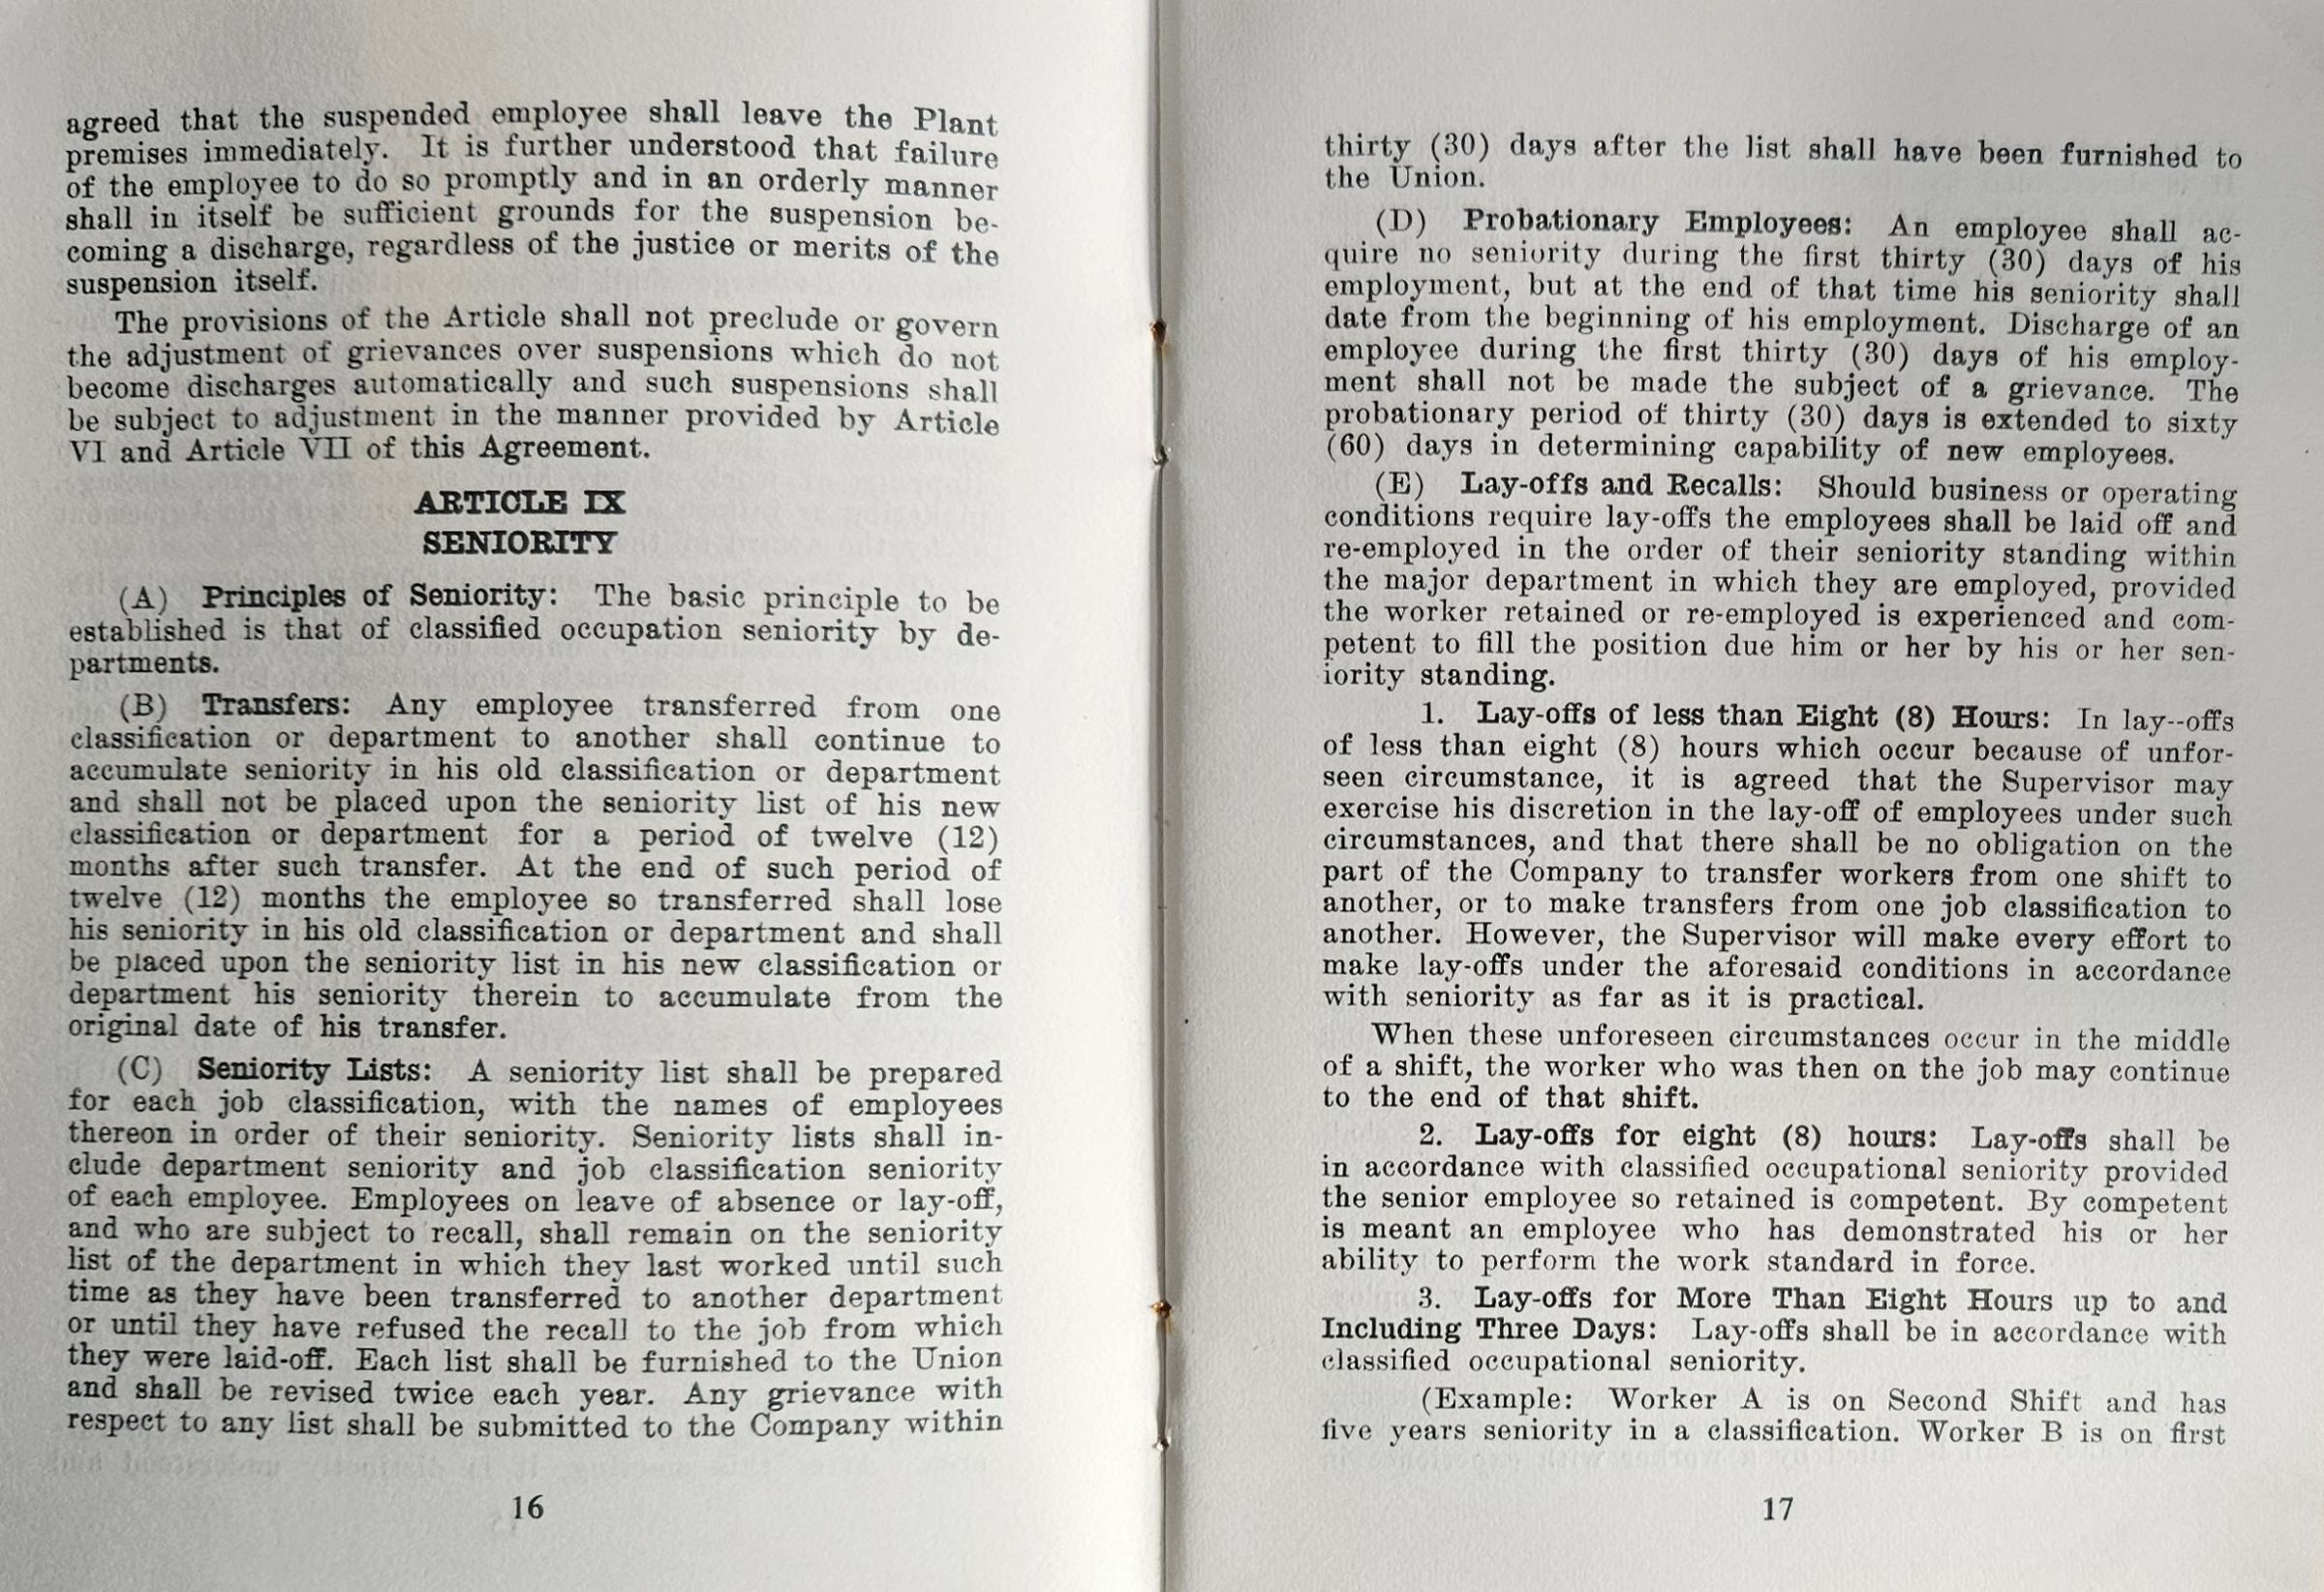 agreed that the suspended employee shall leave the Plant
premises immediately. It is further understood that failure
of the employee to do so promptly and in an orderly manner
shall in itself be sufficient grounds for the suspension be-
coming a discharge, regardless of the justice or merits of the
suspension itself.
The provisions of the Article shall not preclude or govern
the adjustment of grievances over suspensions which do not
become discharges automatically and such suspensions shall
be subject to adjustment in the manner provided by Article
VI and Article VII of this Agreement.
ARTICLE IX
SENIORITY
(A) Principles of Seniority: The basic principle to be
established is that of classified occupation seniority by de-
partments.
(B) Transfers: Any employee transferred from one
classification or department to another shall continue to
accumulate seniority in his old classification or department
and shall not be placed upon the seniority list of his new
classification or department for a period of twelve (12)
months after such transfer. At the end of such period of
twelve (12) months the employee so transferred shall lose
his seniority in his old classification or department and shall
be placed upon the seniority list in his new classification or
department his seniority therein to accumulate from the
original date of his transfer.
(C) Seniority Lists: A seniority list shall be prepared
for each job classification, with the names of employees
thereon in order of their seniority. Seniority lists shall in-
clude department seniority and job classification seniority
of each employee. Employees on leave of absence or lay-off,
and who are subject to recall, shall remain on the seniority
list of the department in which they last worked until such
time as they have been transferred to another department
or until they have refused the recall to the job from which
they were laid-off. Each list shall be furnished to the Union
and shall be revised twice each year. Any grievance with
respect to any list shall be submitted to the Company within
16
thirty (30) days after the list shall have been furnished to
the Union.
(D) Probationary Employees: An employee shall ac-
quire no seniority during the first thirty (30) days of his
employment, but at the end of that time his seniority shall
date from the beginning of his employment. Discharge of an
employee during the first thirty (30) days of his employ-
ment shall not be made the subject of a grievance. The
probationary period of thirty (30) days is extended to sixty
(60) days in determining capability of new employees.
(E) Lay-offs and Recalls: Should business or operating
conditions require lay-offs the employees shall be laid off and
re-employed in the order of their seniority standing within
the major department in which they are employed, provided
the worker retained or re-employed is experienced and com-
petent to fill the position due him or her by his or her sen-
iority standing.
1. Lay-offs of less than Eight (8) Hours: In lay--offs
of less than eight (8) hours which occur because of unfor-
seen circumstance, it is agreed that the Supervisor may
exercise his discretion in the lay-off of employees under such
circumstances, and that there shall be no obligation on the
part of the Company to transfer workers from one shift to
another, or to make transfers from one job classification to
another. However, the Supervisor will make every effort to
make lay-offs under the aforesaid conditions in accordance
with seniority as far as it is practical.
When these unforeseen circumstances occur in the middle
of a shift, the worker who was then on the job may continue
to the end of that shift.
2. Lay-offs for eight (8) hours: Lay-offs shall be
in accordance with classified occupational seniority provided
the senior employee so retained is competent. By competent
is meant an employee who has demonstrated his or her
ability to perform the work standard in force.
3. Lay-offs for More Than Eight Hours up to and
Including Three Days: Lay-offs shall be in accordance with
classified occupational seniority.
(Example: Worker A is on Second Shift and has
five years seniority in a classification. Worker B is on first
17